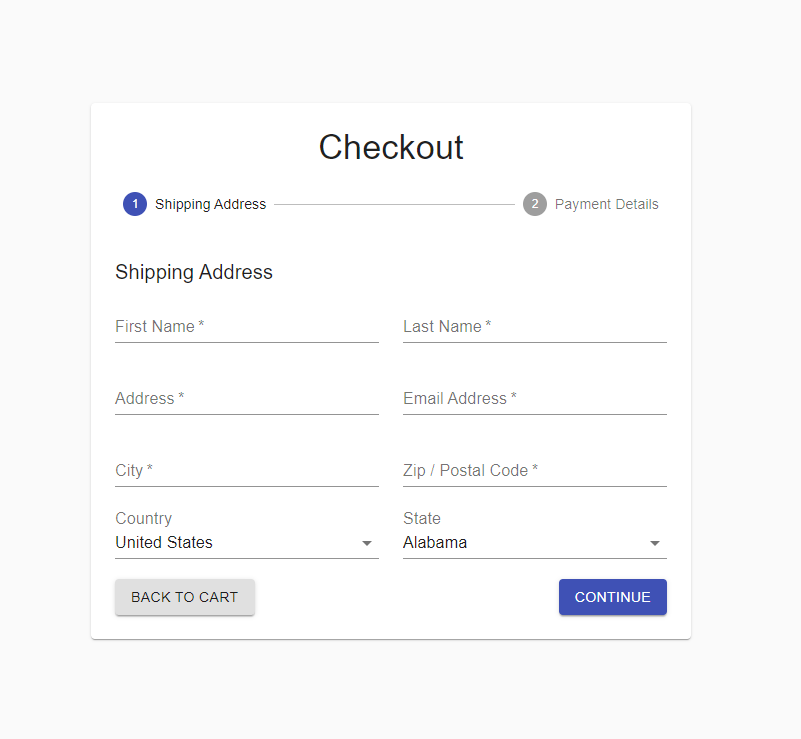 Checkout
1 Shipping Address 2 Payment Details
Shipping Address
First Name * Last Name *
Address * Email Address *
City * Zip / Postal Code *
Country State
United States Alabama
BACK TO CART CONTINUE